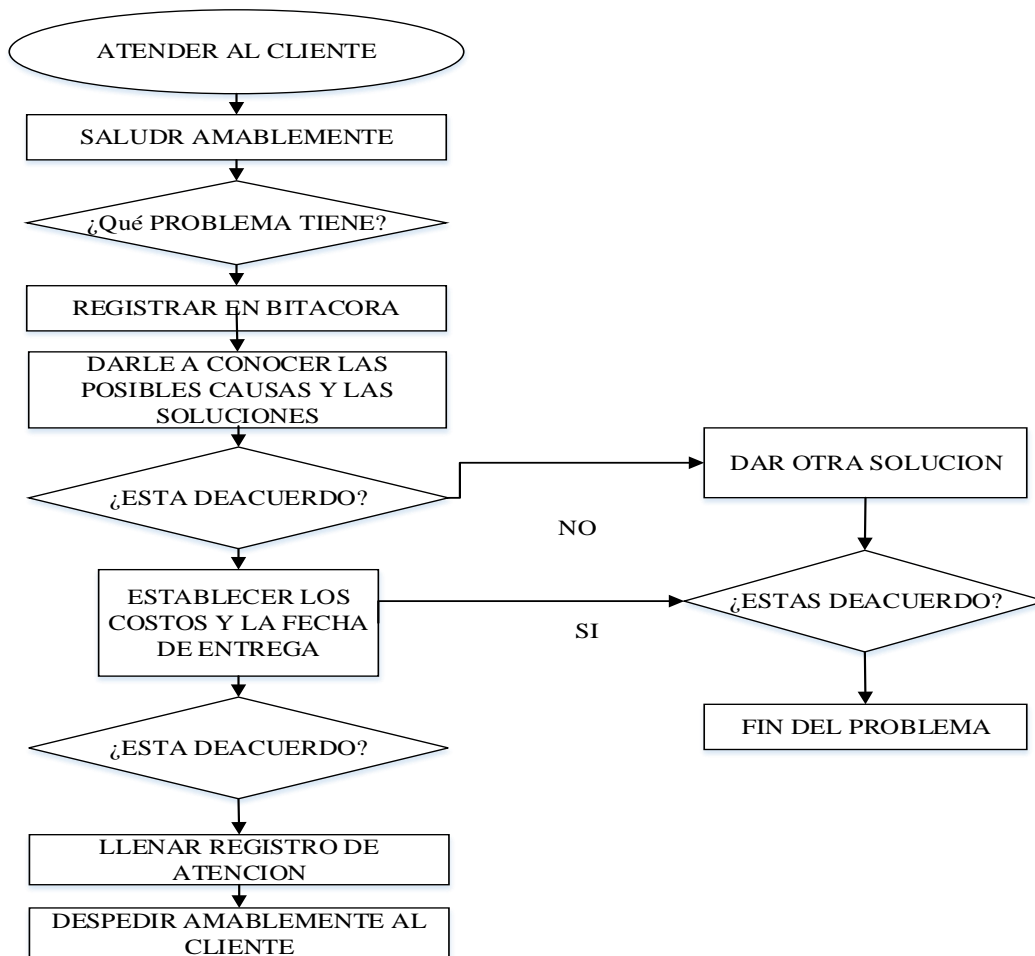 ATENDER AL CLIENTE
SALUDR AMABLEMENTE
¿Qué PROBLEMA TIENE?
REGISTRAR EN BITACORA
DARLE A CONOCER LAS
POSIBLES CAUSAS Y LAS
SOLUCIONES
¿ESTA DEACUERDO?
NO
DAR OTRA SOLUCION
ESTABLECER LOS
COSTOS Y LA FECHA
DE ENTREGA
SI
¿ESTAS DEACUERDO?
FIN DEL PROBLEMA
¿ESTA DEACUERDO?
LLENAR REGISTRO DE
ATENCION
DESPEDIR AMABLEMENTE AL
CLIENTE